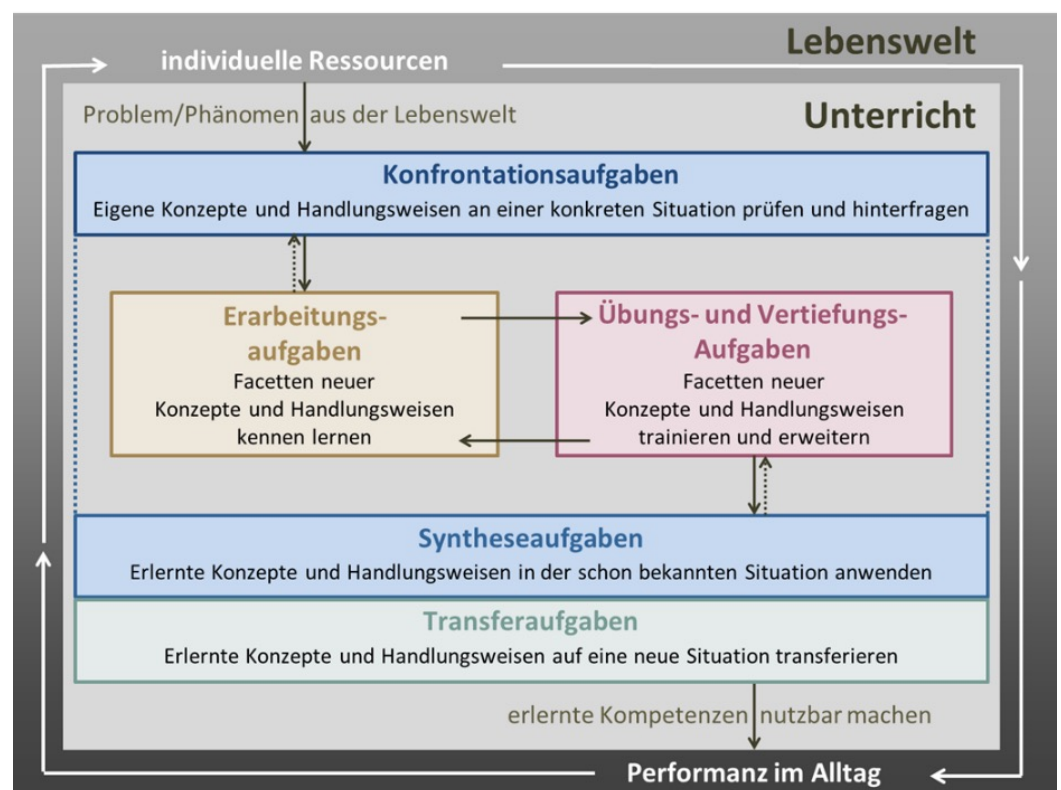 Lebenswelt
individuelle Ressourcen
Problem/Phänomen aus der Lebenswelt
Unterricht
Konfrontationsaufgaben
Eigene Konzepte und Handlungsweisen an einer konkreten Situation prüfen und hinterfragen
Erarbeitungs-
aufgaben
Facetten neuer
Konzepte und Handlungsweisen
kennen lernen
Übungs- und Vertiefungs-
Aufgaben
Facetten neuer
Konzepte und Handlungsweisen
trainieren und erweitern
Syntheseaufgaben
Erlernte Konzepte und Handlungsweisen in der schon bekannten Situation anwenden
Transferaufgaben
Erlernte Konzepte und Handlungsweisen auf eine neue Situation transferieren
erlernte Kompetenzen nutzbar machen
Performanz im Alltag